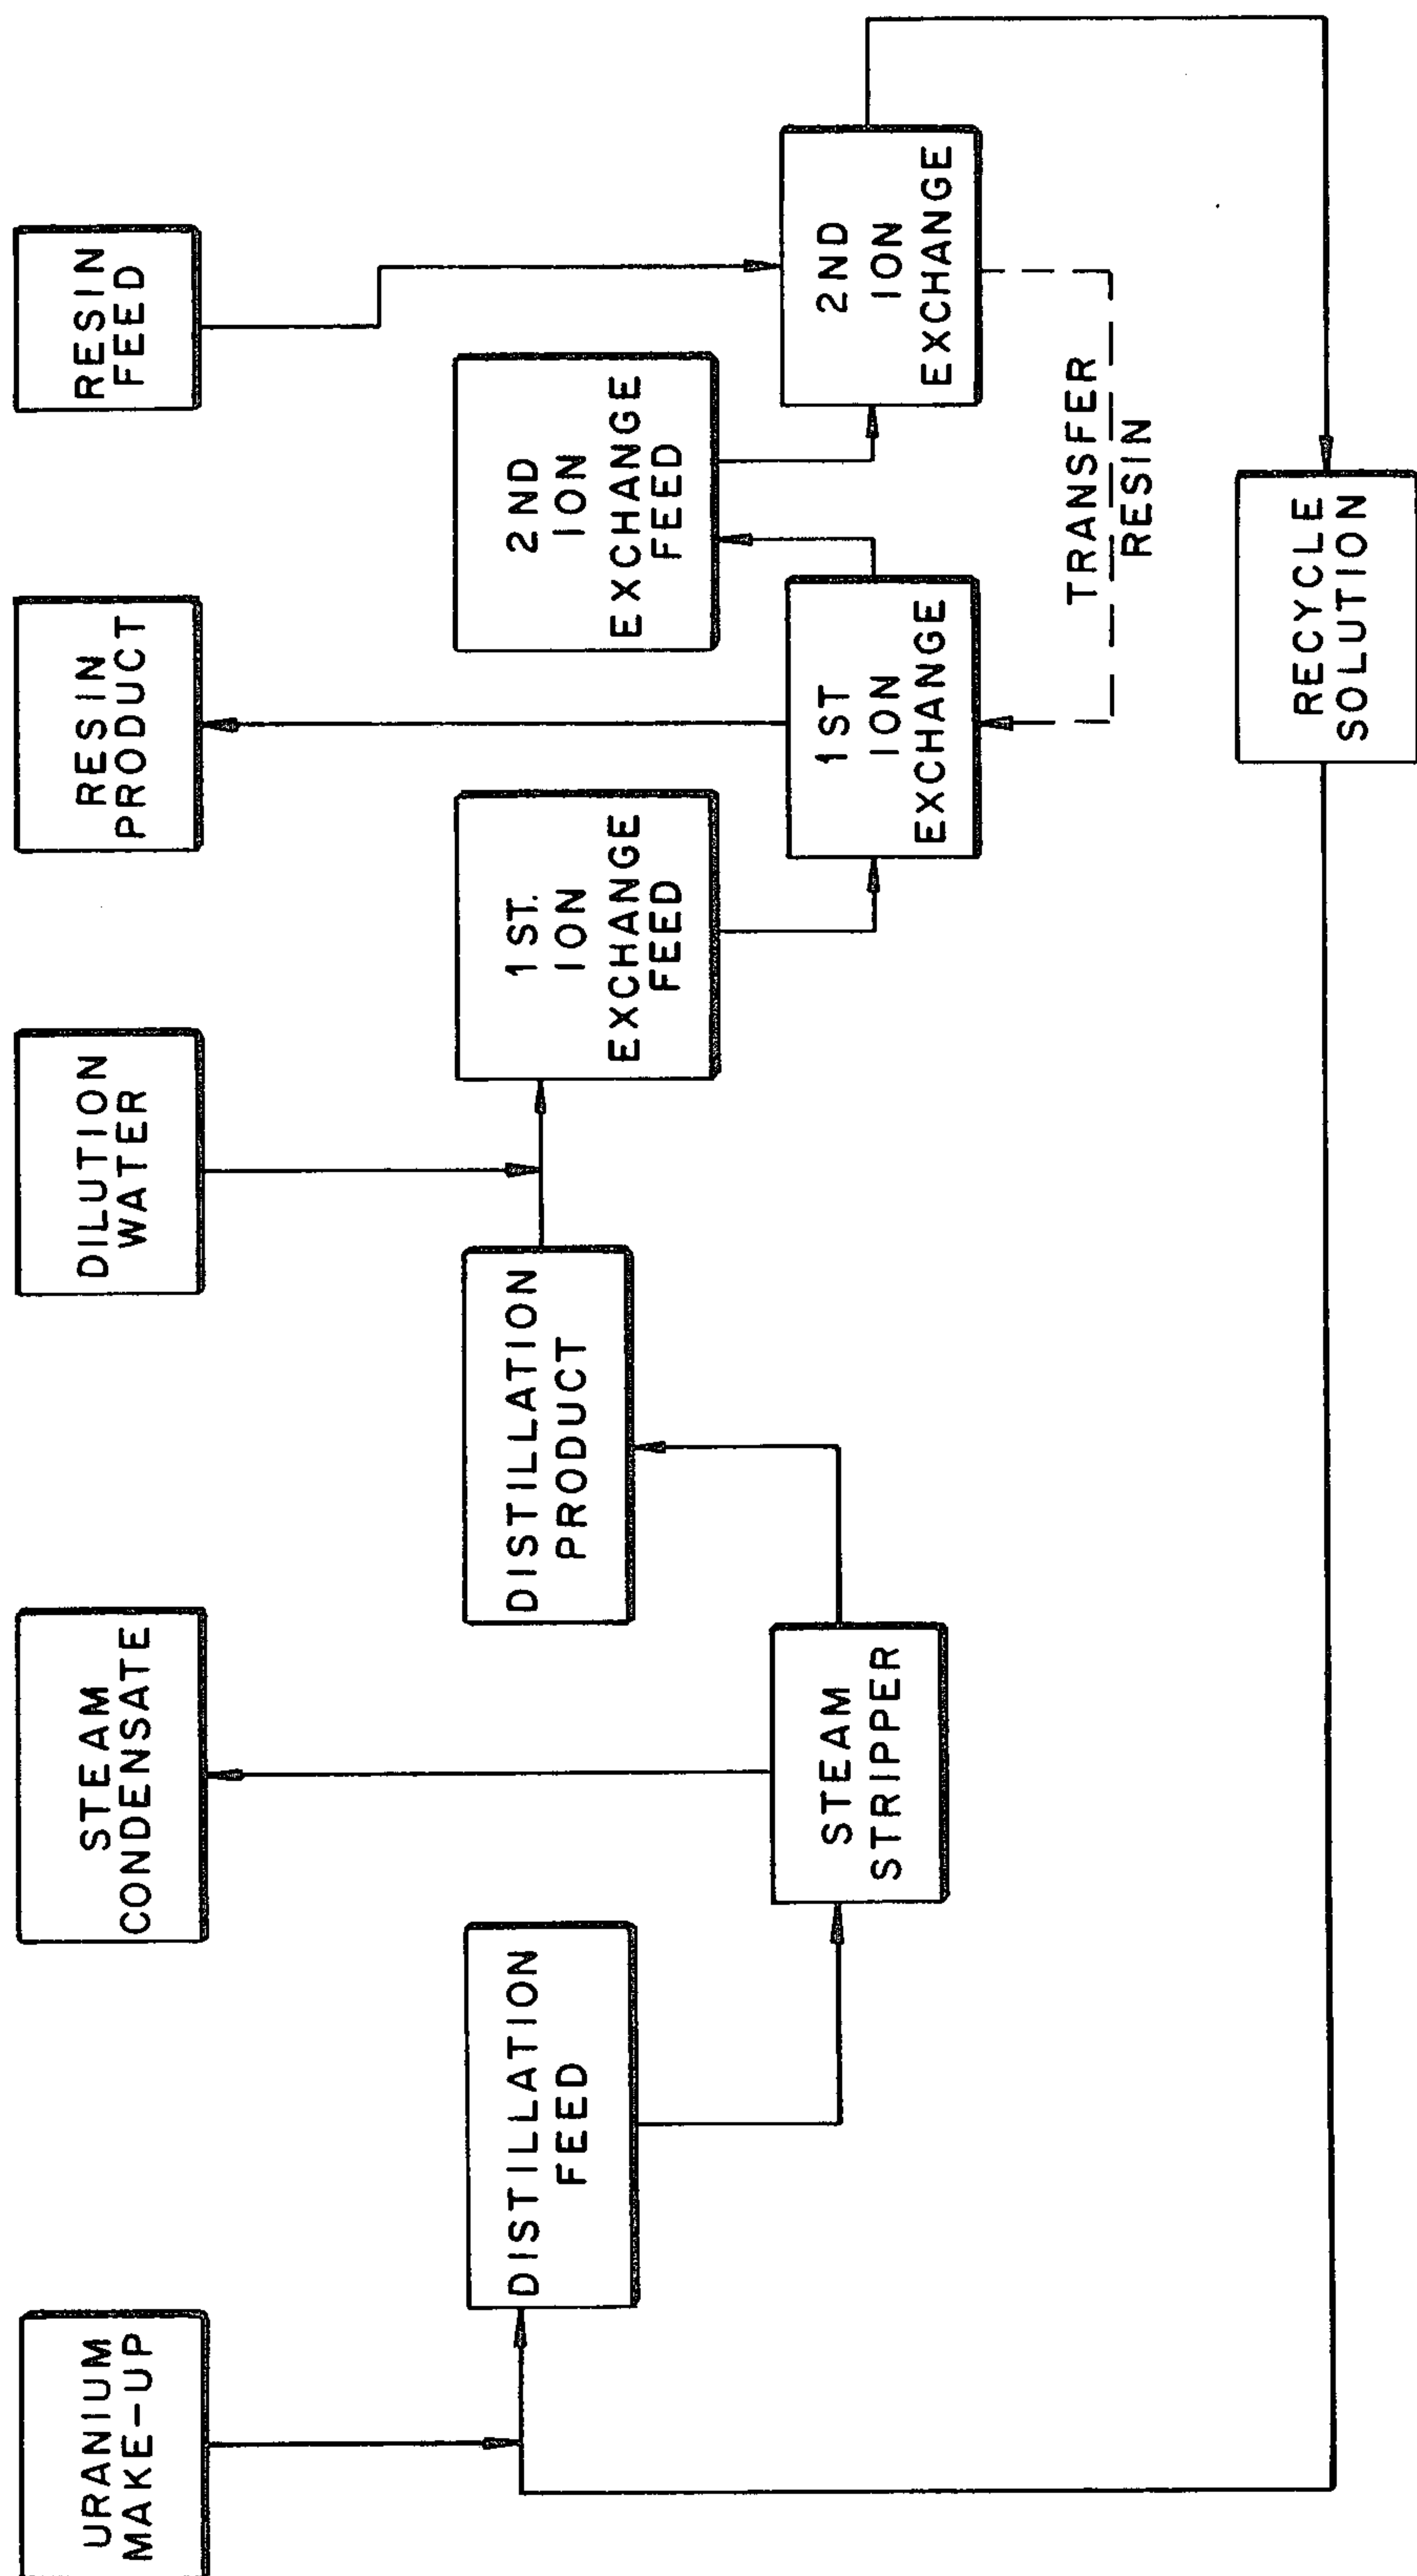 URANIUM
MAKE-UP
STEAM
CONDENSATE
DILUTION
WATER
RESIN
PRODUCT
RESIN
FEED
DISTILLATION
FEED
DISTILLATION
PRODUCT
1ST.
ION
EXCHANGE
FEED
2ND
ION
EXCHANGE
FEED
STEAM
STRIPPER
1ST
ION
EXCHANGE
2ND
ION
EXCHANGE
TRANSFER
RESIN
RECYCLE
SOLUTION